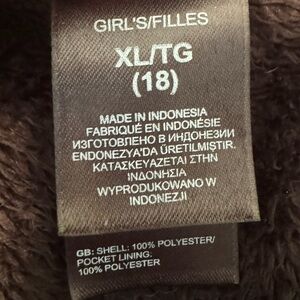 GIRL'S/FILLES
XL/TG
(18)
MADE IN INDONESIA
FABRIQUÉ EN INDONÉSIE
ИЗГОТОВЛЕНО В ИНДОНЕЗИИ
ENDONEZYA'DA ÜRETILMIŞTIR.
ΚΑΤΑΣΚΕΥΑΖΕΤΑΙ ΣΤΗΝ
ΙΝΔΟΝΗΣΙΑ
WYPRODUKOWANO W
INDONEZJI
GB: SHELL: 100% POLYESTER/
POCKET LINING:
100% POLYESTER